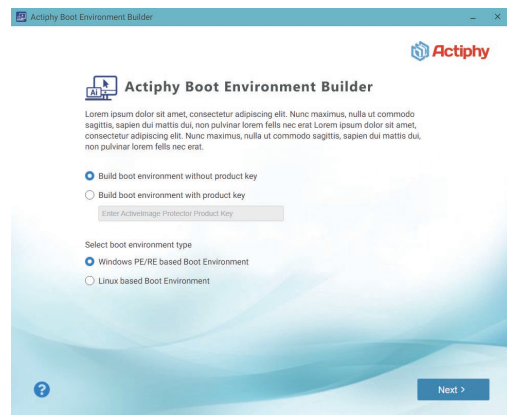 Actiphy Boot Environment Builder
Actiphy
Ai
Actiphy Boot Environment Builder
Lorem ipsum dolor sit amet, consectetur adipiscing elit. Nunc maximus, nulla ut commodo
sagittis, sapien dui mattis dui, non pulvinar lorem fells nec erat Lorem ipsum dolor sit amet,
consectetur adipiscing elit. Nunc maximus, nulla ut commodo sagittis, sapien dui mattis dui,
non pulvinar lorem fells nec erat.
Build boot environment without product key
Build boot environment with product key
Enter ActiveImage Protector Product Key
Select boot environment type
Windows PE/RE based Boot Environment
Linux based Boot Environment
?
Next >